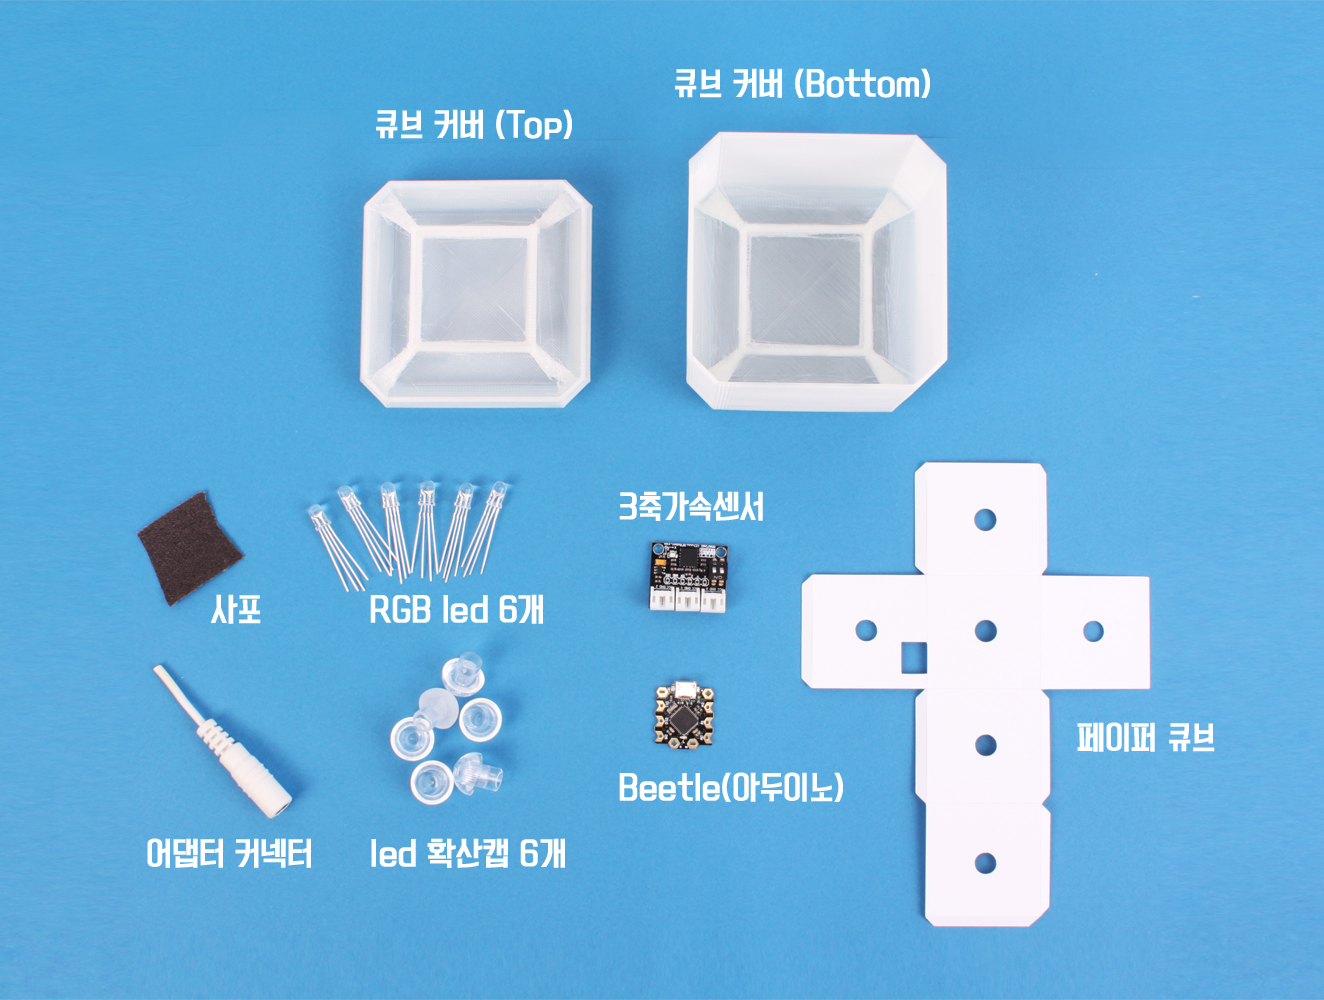 큐브 커버 (Bottom)
큐브 커버 (Top)
3축가속센서
사포
RGB led 6개
페이퍼 큐브
Beetle(아두이노)
어댑터 커넥터
led 확산캡 6개